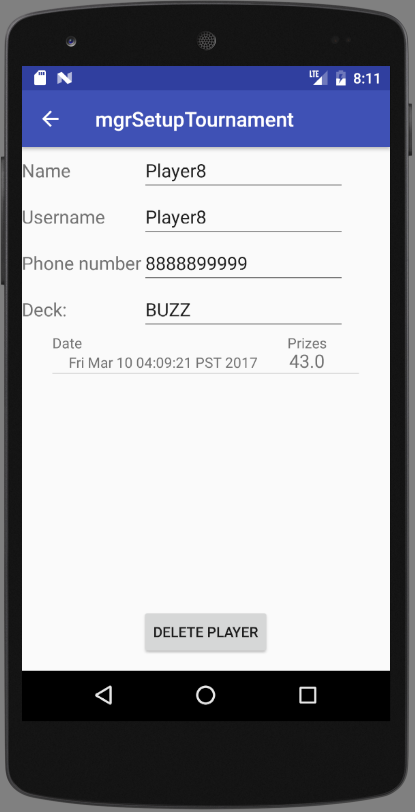 LTE 8:11
mgrSetupTournament
Name Player8
Username Player8
Phone number 8888899999
Deck: BUZZ
Date Prizes
Fri Mar 10 04:09:21 PST 2017 43.0
DELETE PLAYER